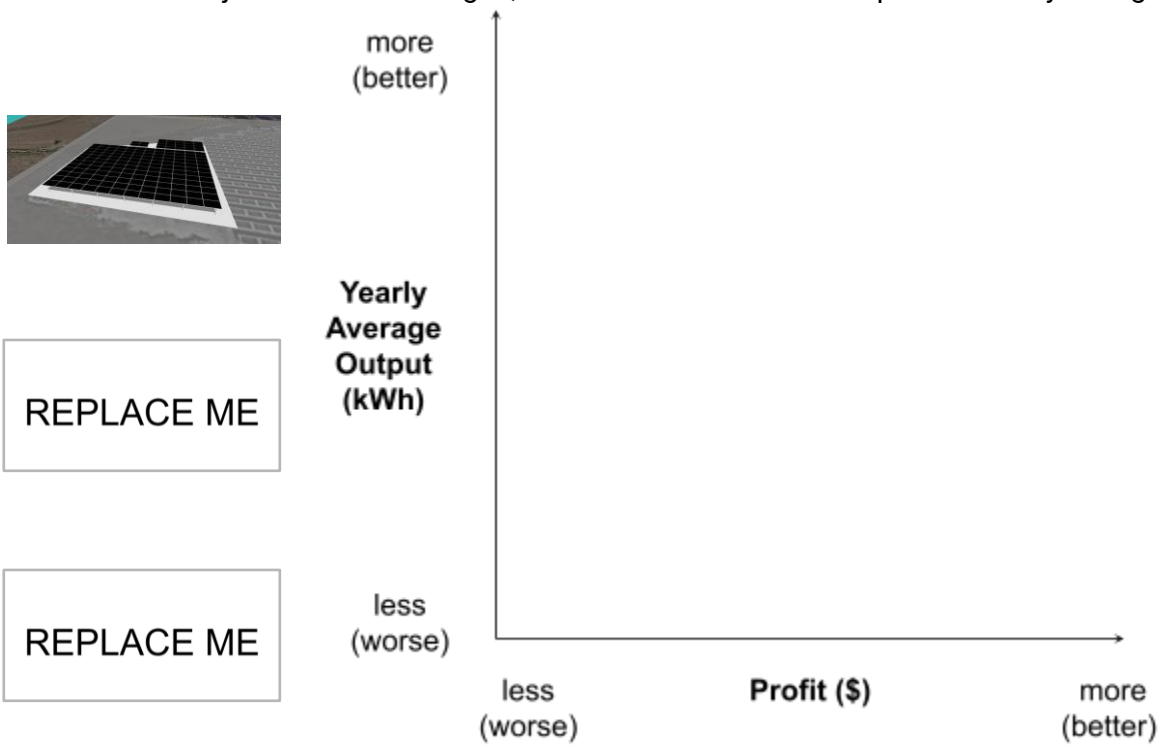 more
(better)
Yearly
Average
Output
(kWh)
REPLACE ME
less
(worse)
REPLACE ME
less
(worse)
Profit ($)
more
(better)